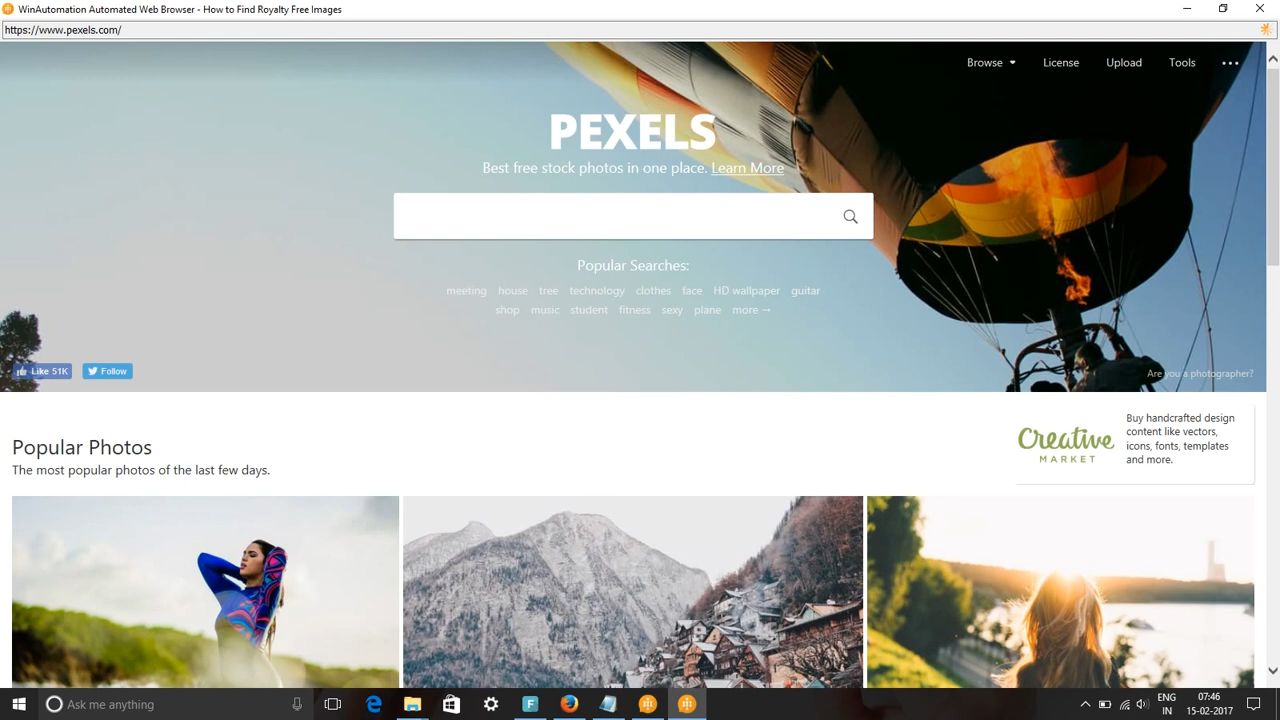 WinAutomation Automated Web Browser - How to Find Royalty Free Images
https://www.pexels.com/
Browse License Upload Tools
PEXELS
Best free stock photos in one place. Learn More
Popular Searches:
meeting house tree technology clothes face HD wallpaper guitar
shop music student fitness sexy plane more →
Like 51K Follow
Are you a photographer?
Creative
MARKET
Buy handcrafted design
content like vectors,
icons, fonts, templates
and more.
Popular Photos
The most popular photos of the last few days.
Ask me anything
F
ENG
IN
07:46
15-02-2017